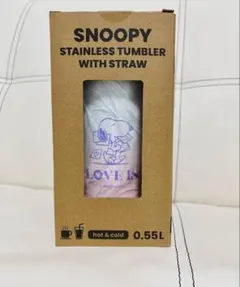 SNOOPY
STAINLESS TUMBLER
WITH STRAW
LOVE IS
hot & cold
0.55L